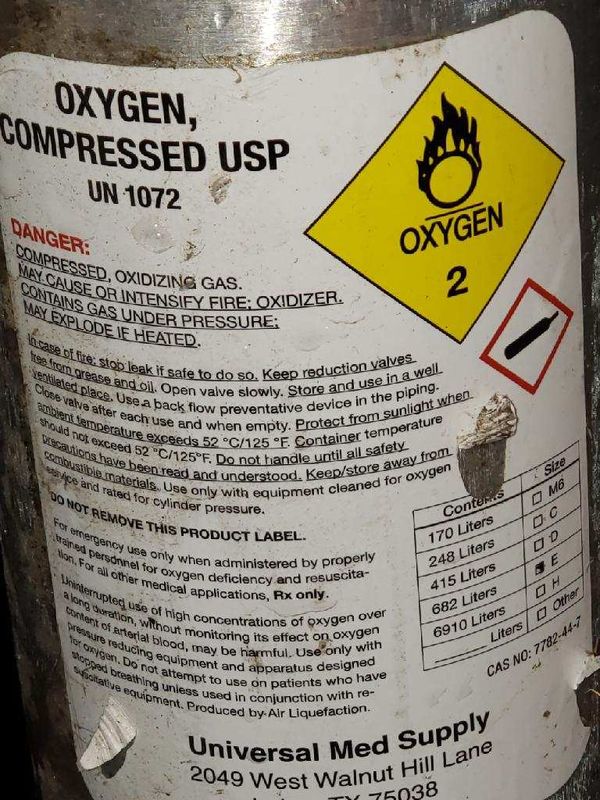 OXYGEN,
COMPRESSED USP
UN 1072
OXYGEN
2
DANGER:
COMPRESSED, OXIDIZING GAS.
MAY CAUSE OR INTENSIFY FIRE; OXIDIZER.
CONTAINS GAS UNDER PRESSURE;
MAY EXPLODE IF HEATED.
In case of fire: stop leak if safe to do so. Keep reduction valves
free from grease and oil. Open valve slowly. Store and use in a well
ventilated place. Use a back flow preventative device in the piping.
Close valve after each use and when empty. Protect from sunlight when
ambient temperature exceeds 52 °C/125 °F. Container temperature
should not exceed 52 °C/125°F. Do not handle until all safety
precautions have been read and understood. Keep/store away from
combustible materials. Use only with equipment cleaned for oxygen
service and rated for cylinder pressure.
DO NOT REMOVE THIS PRODUCT LABEL.
For emergency use only when administered by properly
trained personnel for oxygen deficiency and resuscita-
tion. For all other medical applications, Rx only.
Uninterrupted use of high concentrations of oxygen over
a long duration, without monitoring its effect on oxygen
content of arterial blood, may be harmful. Use only with
pressure reducing equipment and apparatus designed
for oxygen. Do not attempt to use on patients who have
stopped breathing unless used in conjunction with re-
suscitative equipment. Produced by Air Liquefaction.
Contents Size
170 Liters M6
248 Liters C
415 Liters D
682 Liters E
6910 Liters H
Liters Other
CAS NO: 7782-44-7
Universal Med Supply
2049 West Walnut Hill Lane
TX 75038